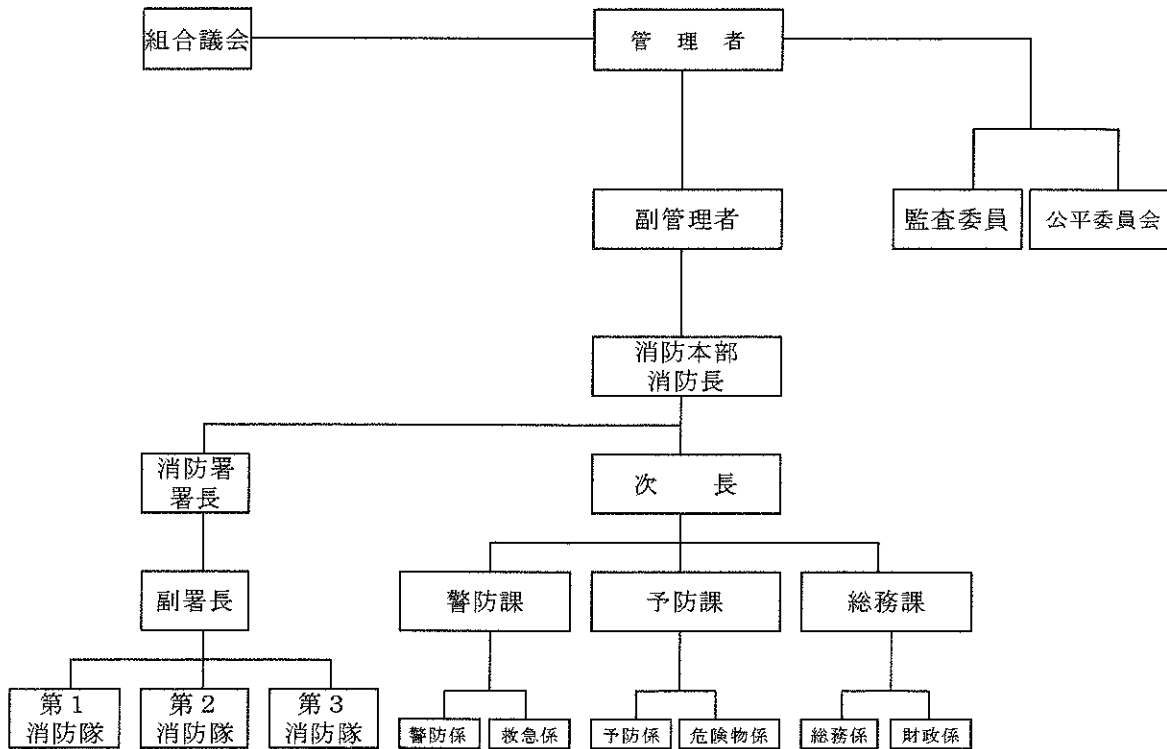 組合議会
管理者
副管理者
監査委員
公平委員会
消防本部
消防長
消防署
署長
次長
副署長
警防課
予防課
総務課
第1
消防隊
第2
消防隊
第3
消防隊
警防係
救急係
予防係
危険物係
総務係
財政係